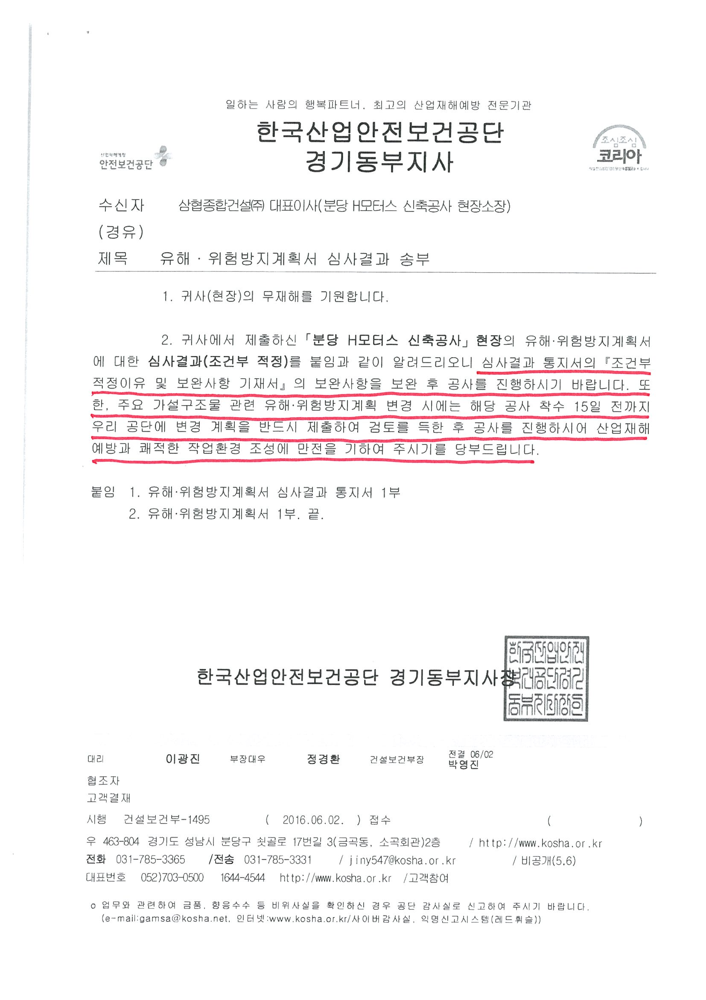 일하는 사람의 행복파트너, 최고의 산업재해예방 전문기관
한국산업안전보건공단
경기동부지사
산업재해예방
안전보건공단
조심조심
코리아
수신자 삼협종합건설㈜ 대표이사(분당 H모터스 신축공사 현장소장)
(경유)
제목 유해·위험방지계획서 심사결과 송부
1. 귀사(현장)의 무재해를 기원합니다.
2. 귀사에서 제출하신「분당 H모터스 신축공사」현장의 유해·위험방지계획서
에 대한 심사결과(조건부 적정)를 붙임과 같이 알려드리오니 심사결과 통지서의『조건부
적정이유 및 보완사항 기재서』의 보완사항을 보완 후 공사를 진행하시기 바랍니다. 또
한, 주요 가설구조물 관련 유해·위험방지계획 변경 시에는 해당 공사 착수 15일 전까지
우리 공단에 변경 계획을 반드시 제출하여 검토를 득한 후 공사를 진행하시어 산업재해
예방과 쾌적한 작업환경 조성에 만전을 기하여 주시기를 당부드립니다.
붙임 1. 유해·위험방지계획서 심사결과 통지서 1부
2. 유해·위험방지계획서 1부. 끝.
한국산업안전보건공단 경기동부지사장
한국산업안전
보건공단경기
동부지사장인
대리 이광진 부장대우 정경환 건설보건부장 전결 06/02
박영진
협조자
고객결재
시행 건설보건부-1495 ( 2016.06.02. ) 접수 ( )
우 463-804 경기도 성남시 분당구 쇳골로 17번길 3(금곡동, 소곡회관)2층 / http://www.kosha.or.kr
전화 031-785-3365 /전송 031-785-3331 / jiny547@kosha.or.kr / 비공개(5,6)
대표번호 052)703-0500 1644-4544 http://www.kosha.or.kr /고객참여
o 업무와 관련하여 금품, 향응수수 등 비위사실을 확인하신 경우 공단 감사실로 신고하여 주시기 바랍니다.
(e-mail:gamsa@kosha.net, 인터넷:www.kosha.or.kr/사이버감사실, 익명신고시스템(레드휘슬))